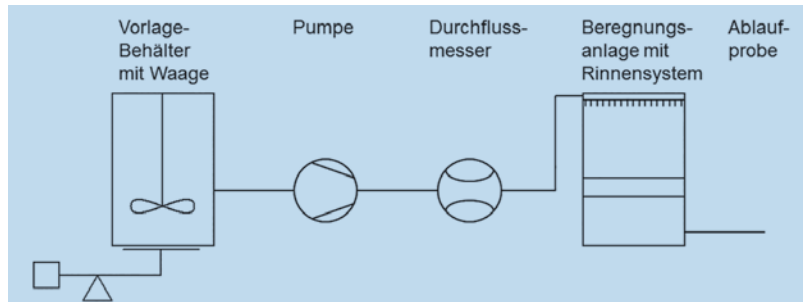 Vorlage-
Behälter
mit Waage
Pumpe
Durchfluss-
messer
Beregnungs-
anlage mit
Rinnensystem
Ablauf-
probe